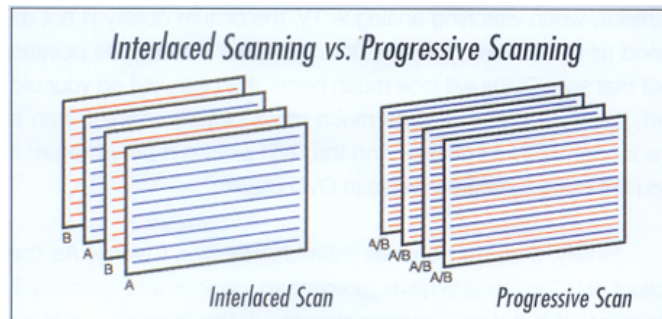 Interlaced Scanning vs. Progressive Scanning
B
A
B
A
Interlaced Scan
A/B
A/B
A/B
A/B
Progressive Scan